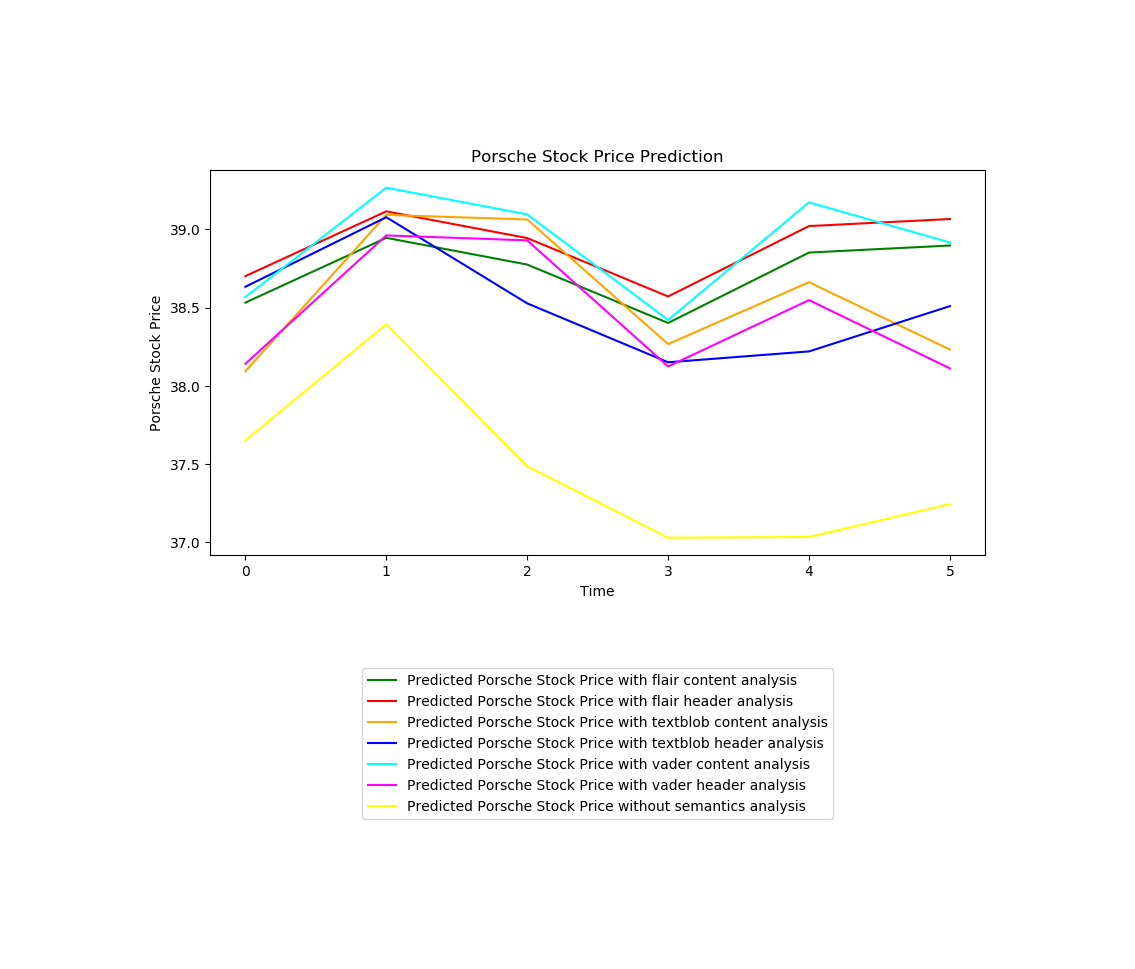 Porsche Stock Price Prediction
Porsche Stock Price
39.0
38.5
38.0
37.5
37.0
0 1 2 3 4 5
Time
Predicted Porsche Stock Price with flair content analysis
Predicted Porsche Stock Price with flair header analysis
Predicted Porsche Stock Price with textblob content analysis
Predicted Porsche Stock Price with textblob header analysis
Predicted Porsche Stock Price with vader content analysis
Predicted Porsche Stock Price with vader header analysis
Predicted Porsche Stock Price without semantics analysis